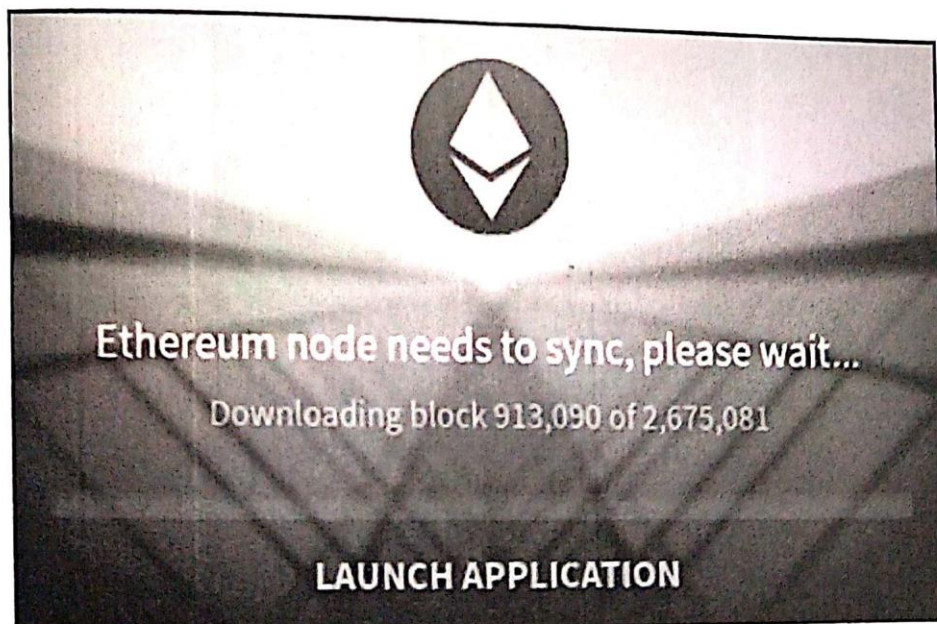 Ethereum node needs to sync, please wait...
Downloading block 913,090 of 2,675,081
LAUNCH APPLICATION